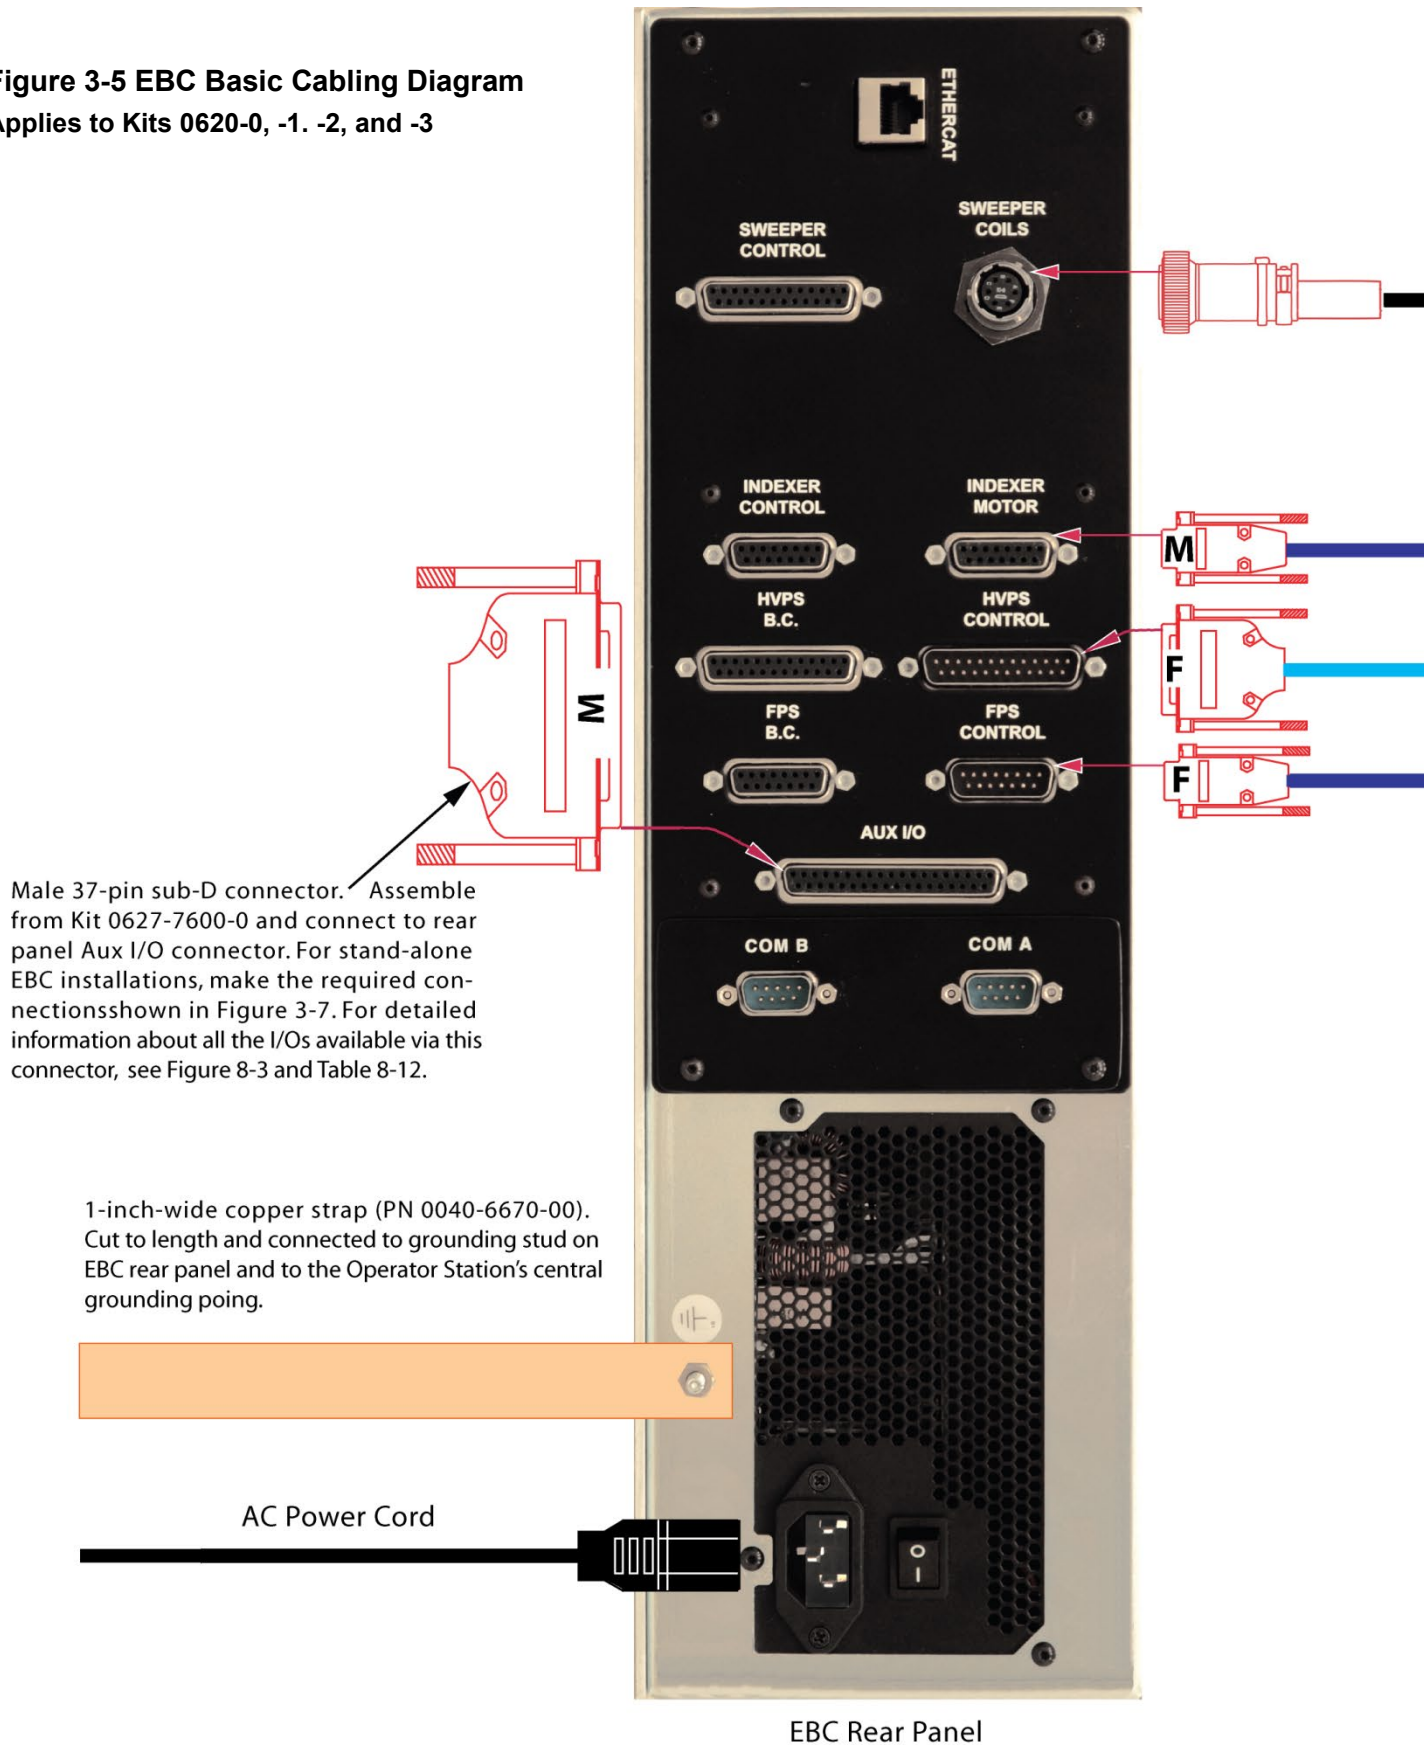 igure 3-5 EBC Basic Cabling Diagram
pplies to Kits 0620-0, -1. -2, and -3
ETHERCAT
SWEEPER
CONTROL
SWEEPER
COILS
INDEXER
CONTROL
INDEXER
MOTOR
M
HVPS
B.C.
HVPS
CONTROL
F
M
FPS
B.C.
FPS
CONTROL
F
AUX I/O
Male 37-pin sub-D connector. Assemble
from Kit 0627-7600-0 and connect to rear
panel Aux I/O connector. For stand-alone
EBC installations, make the required con-
nectionsshown in Figure 3-7. For detailed
information about all the I/Os available via this
connector, see Figure 8-3 and Table 8-12.
COM B
COM A
1-inch-wide copper strap (PN 0040-6670-00).
Cut to length and connected to grounding stud on
EBC rear panel and to the Operator Station's central
grounding poing.
AC Power Cord
O
I
EBC Rear Panel